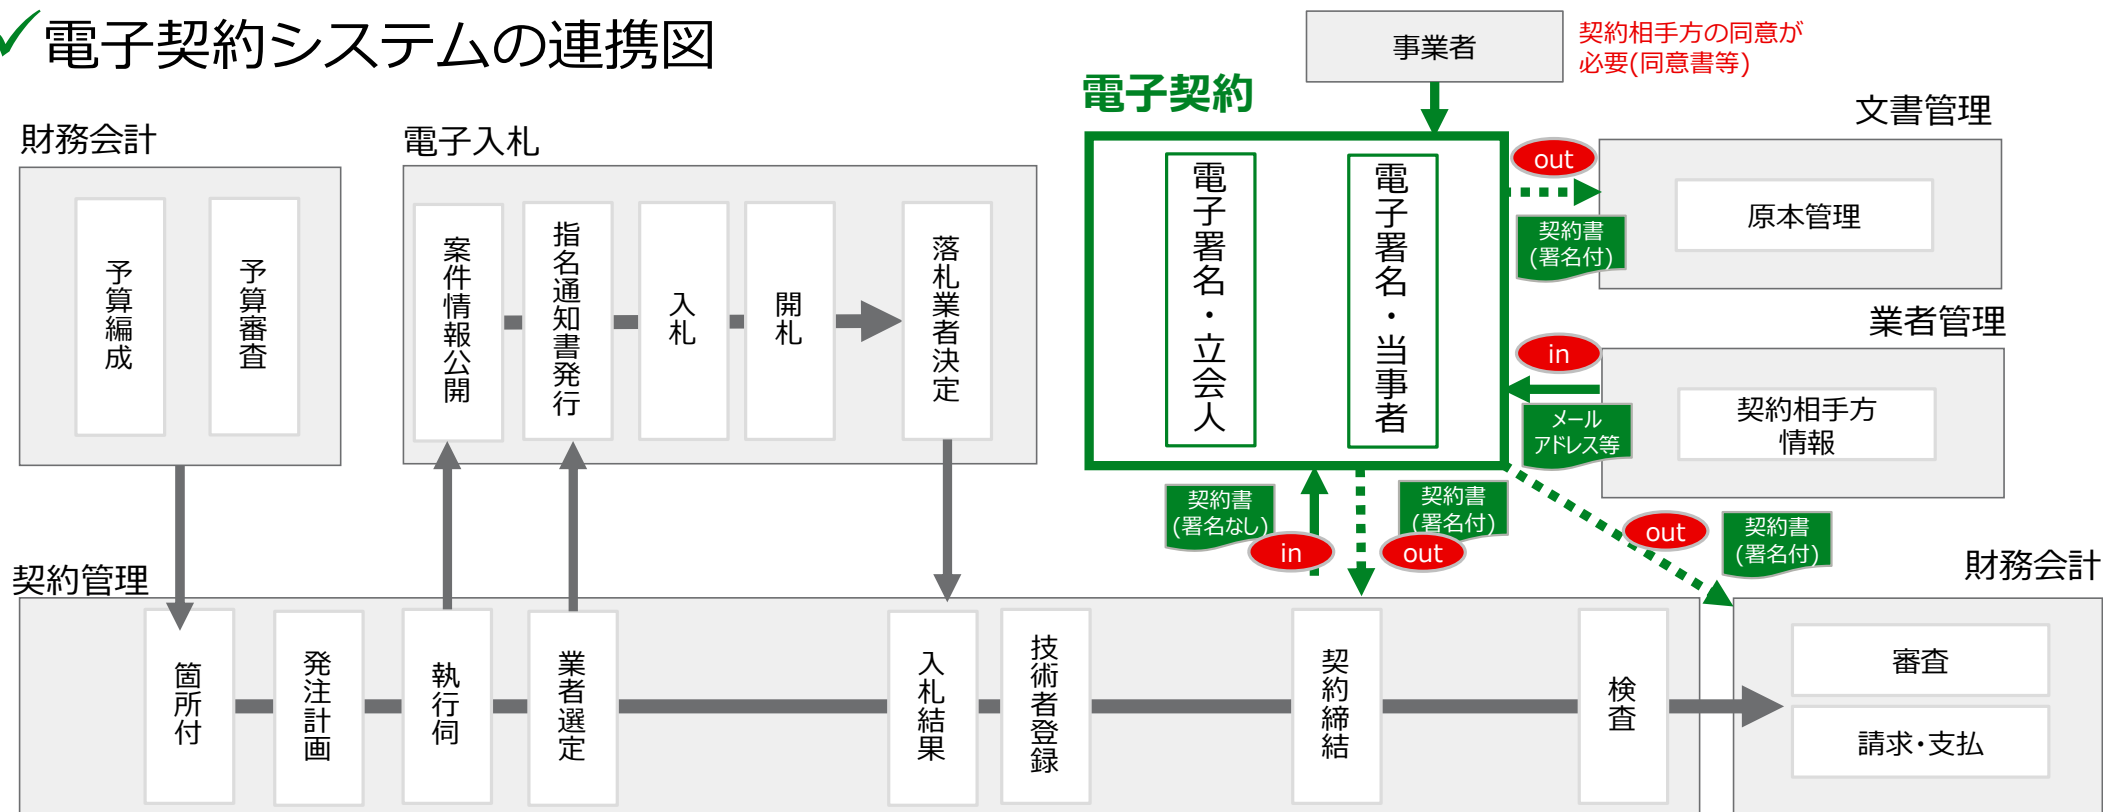 電子契約システムの連携図
事業者
契約相手方の同意が
必要(同意書等)
電子契約
財務会計
予算編成
予算審査
電子入札
案件情報公開
指名通知書発行
入札
開札
落札業者決定
電子署名・立会人
電子署名・当事者
文書管理
out
原本管理
契約書
(署名付)
業者管理
in
契約相手方
情報
メール
アドレス等
契約書
(署名なし)
in
契約書
(署名付)
out
out
契約書
(署名付)
契約管理
箇所付
発注計画
執行伺
業者選定
入札結果
技術者登録
契約締結
検査
財務会計
審査
請求・支払